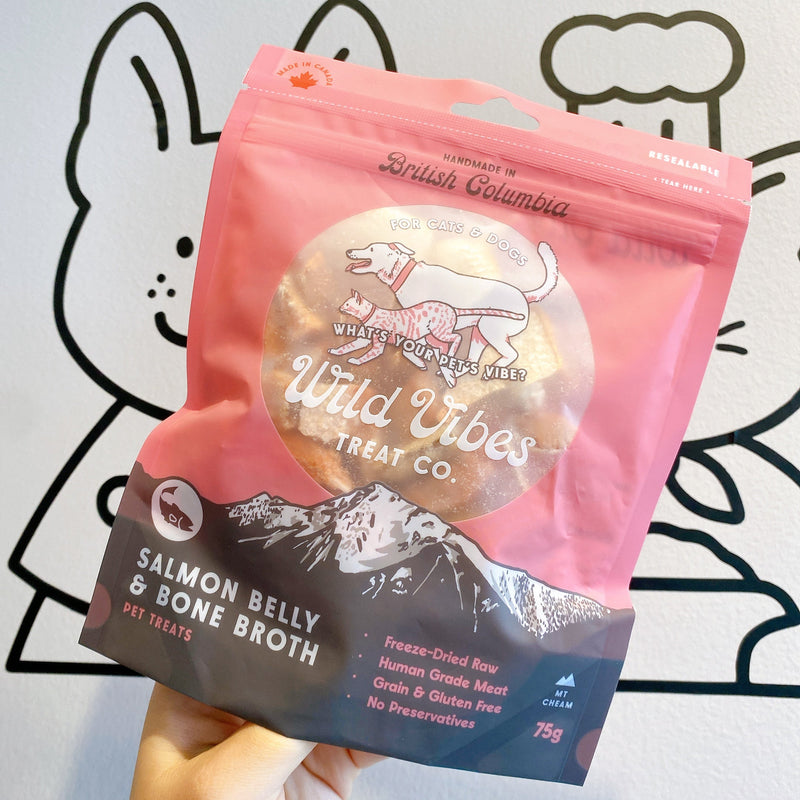 MADE IN CANADA
RESEALABLE
• TEAR HERE •
HANDMADE IN
British Columbia
FOR CATS & DOGS
WHAT'S YOUR PET'S VIBE?
Wild Vibes
TREAT CO.
SALMON BELLY
& BONE BROTH
PET TREATS
• Freeze-Dried Raw
• Human Grade Meat
• Grain & Gluten Free
• No Preservatives
MT
CHEAM
75g